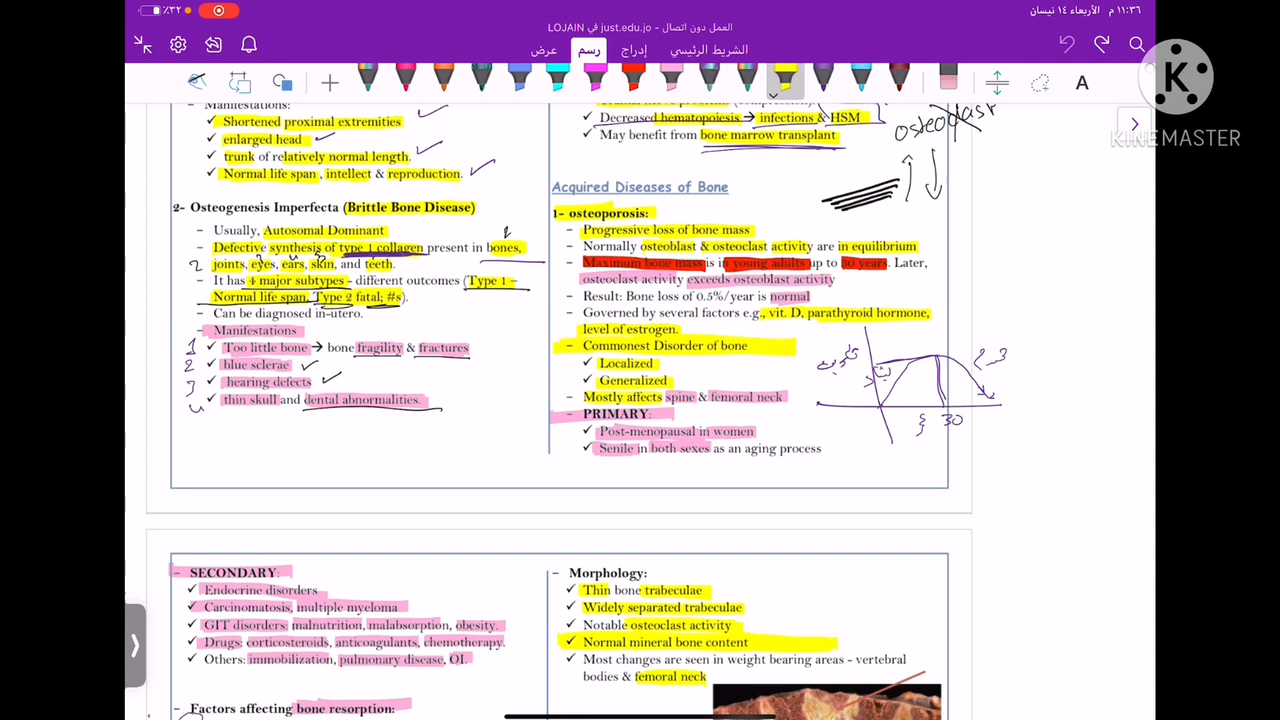 ٪٣٢
١١:٣٦ م الأربعاء ١٤ نيسان
LOJAIN في just.edu.jo - العمل دون اتصال
الشريط الرئيسي
إدراج
رسم
عرض
A
K
KINEMASTER
- Manifestations:
✓ Shortened proximal extremities
✓ enlarged head
✓ trunk of relatively normal length.
✓ Normal life span, intellect & reproduction.
2- Osteogenesis Imperfecta (Brittle Bone Disease)
- Usually, Autosomal Dominant
- Defective synthesis of type 1 collagen present in bones,
joints, eyes, ears, skin, and teeth.
- It has 4 major subtypes - different outcomes (Type 1 –
Normal life span, Type 2 fatal; #s).
- Can be diagnosed in-utero.
- Manifestations
✓ Too little bone → bone fragility & fractures
✓ blue sclerae
✓ hearing defects
✓ thin skull and dental abnormalities.
1
2
3
✓ Decreased hematopoiesis → infections & HSM
✓ May benefit from bone marrow transplant
osteoclast
Acquired Diseases of Bone
1- osteoporosis:
- Progressive loss of bone mass
- Normally osteoblast & osteoclast activity are in equilibrium
- Maximum bone mass is in young adults up to 30 years. Later,
osteoclast activity exceeds osteoblast activity
- Result: Bone loss of 0.5%/year is normal
- Governed by several factors e.g., vit. D, parathyroid hormone,
level of estrogen.
- Commonest Disorder of bone
✓ Localized
✓ Generalized
- Mostly affects spine & femoral neck
- PRIMARY:
✓ Post-menopausal in women
✓ Senile in both sexes as an aging process
30
- SECONDARY:
✓ Endocrine disorders
✓ Carcinomatosis, multiple myeloma
✓ GIT disorders: malnutrition, malabsorption, obesity.
✓ Drugs: corticosteroids, anticoagulants, chemotherapy.
✓ Others: immobilization, pulmonary disease, OI.
- Factors affecting bone resorption:
- Morphology:
✓ Thin bone trabeculae
✓ Widely separated trabeculae
✓ Notable osteoclast activity
✓ Normal mineral bone content
✓ Most changes are seen in weight bearing areas - vertebral
bodies & femoral neck